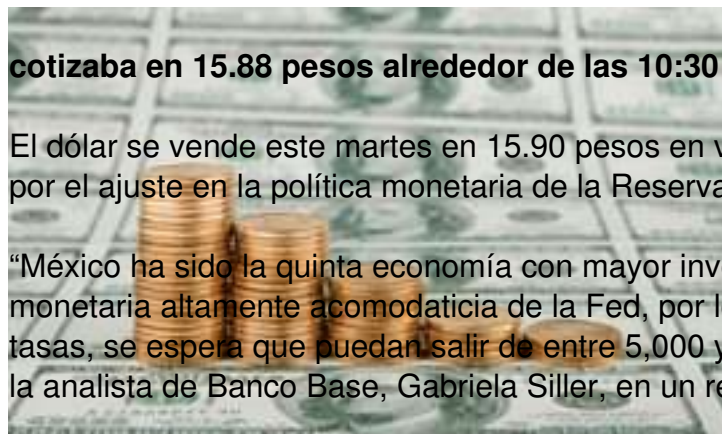 cotizaba en 15.88 pesos alrededor de las 10:30
El dólar se vende este martes en 15.90 pesos en v
por el ajuste en la política monetaria de la Reserva
“México ha sido la quinta economía con mayor inv
monetaria altamente acomodaticia de la Fed, por l
tasas, se espera que puedan salir de entre 5,000 y
la analista de Banco Base, Gabriela Siller, en un re